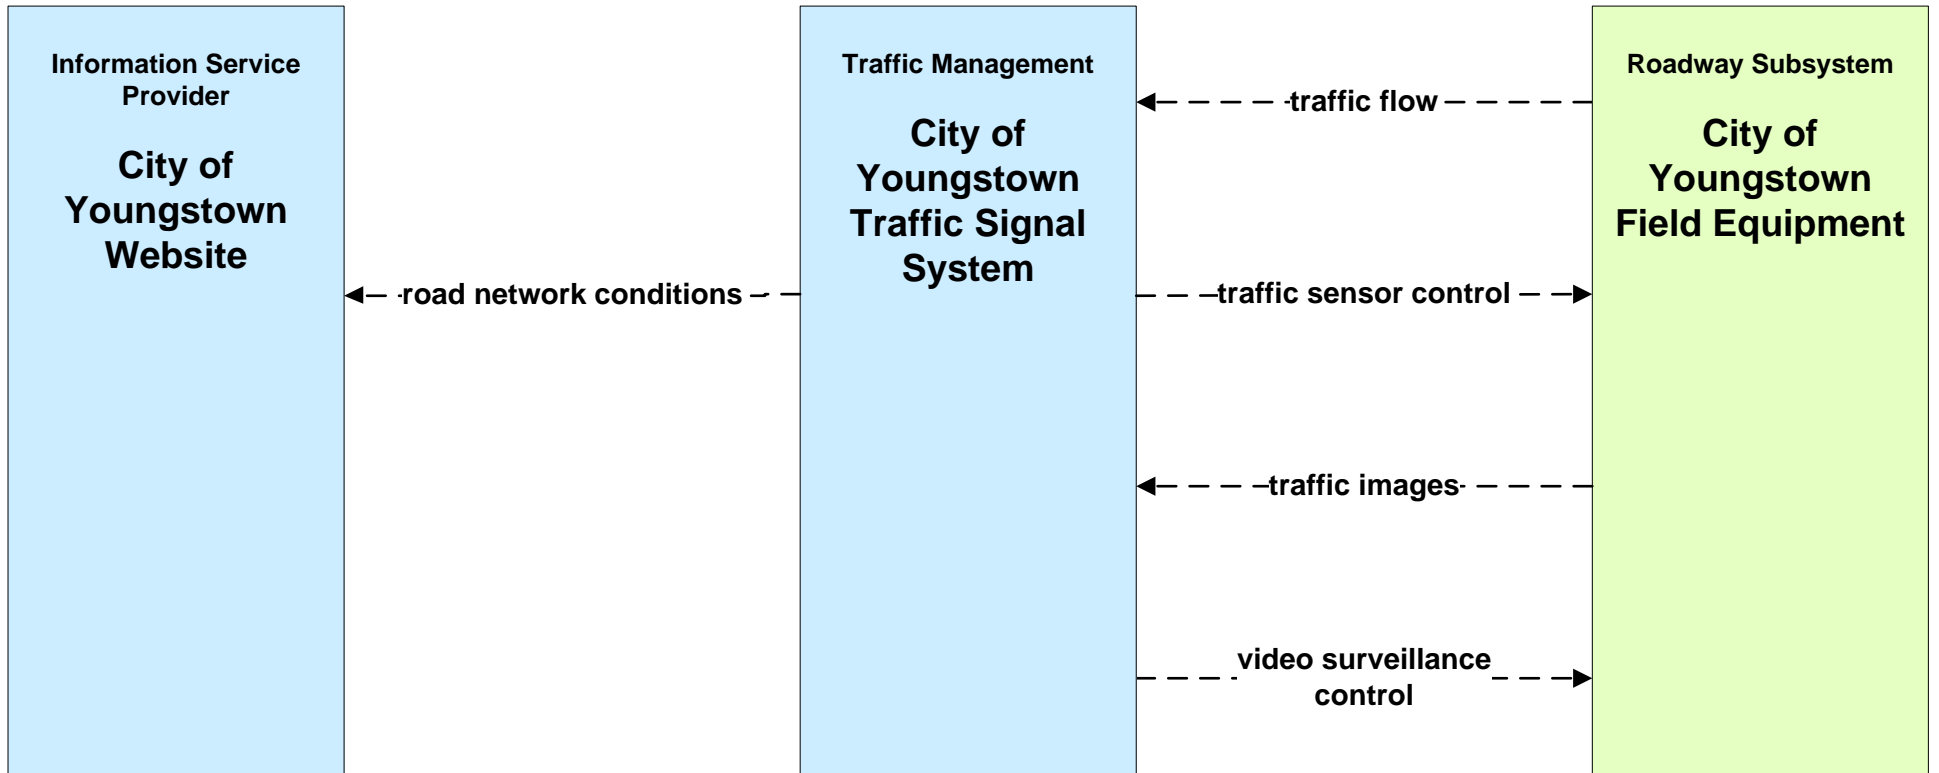 Information Service
Provider
City of
Youngstown
Website
road network conditions
Traffic Management
City of
Youngstown
Traffic Signal
System
traffic flow
traffic sensor control
traffic images
video surveillance
control
Roadway Subsystem
City of
Youngstown
Field Equipment